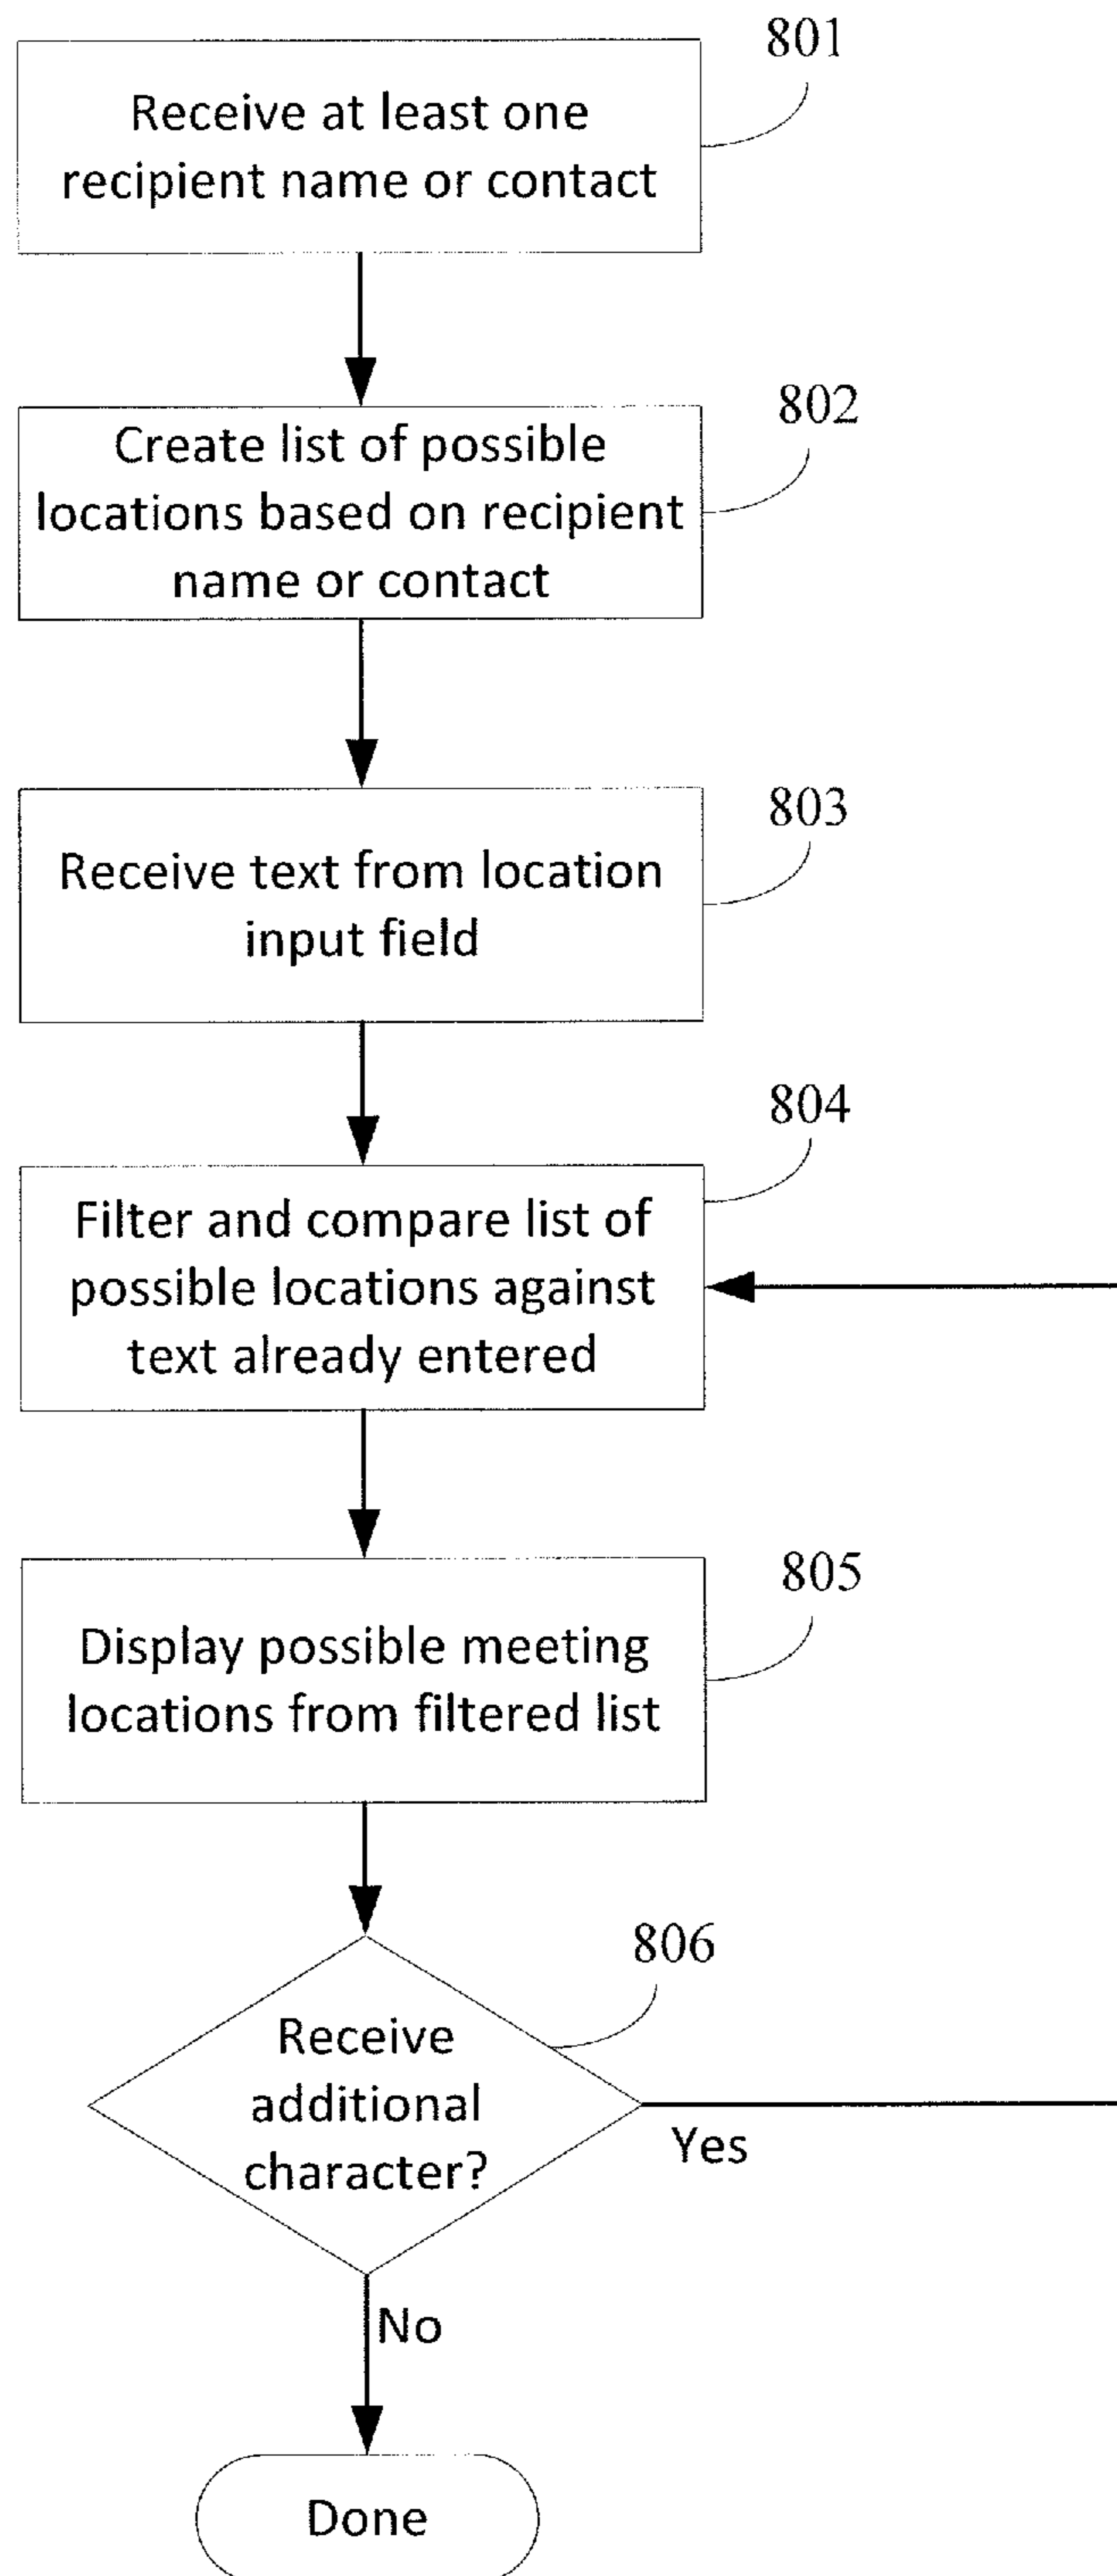 801
Receive at least one
recipient name or contact
802
Create list of possible
locations based on recipient
name or contact
803
Receive text from location
input field
804
Filter and compare list of
possible locations against
text already entered
805
Display possible meeting
locations from filtered list
806
Receive
additional
character?
Yes
No
Done